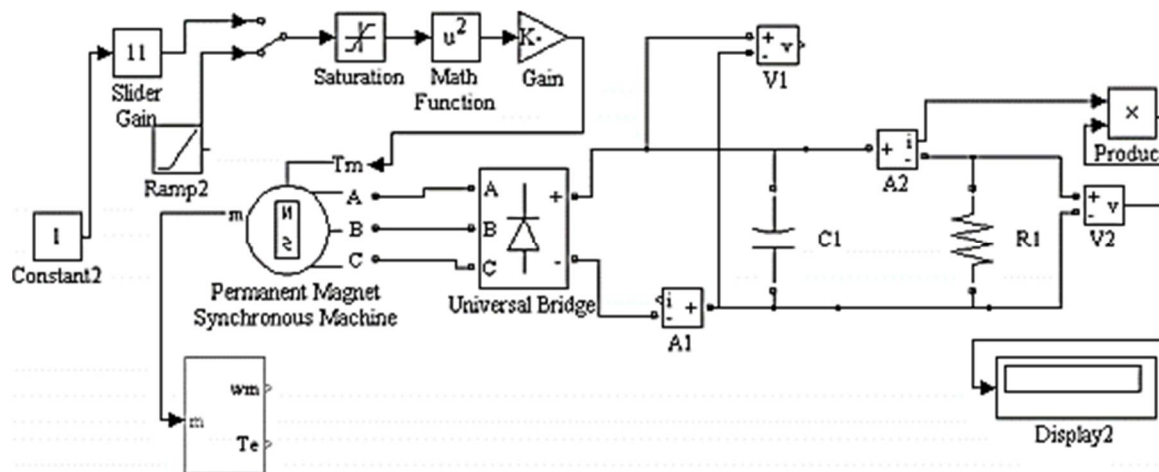 11
Slider
Gain
Saturation
u²
Math
Function
K-
Gain
+
-
v
V1
Ramp2
Tm
m
N
S
A
B
C
Permanent Magnet
Synchronous Machine
A
B
C
+
-
Universal Bridge
i
-
+
A1
C1
+
i
-
A2
R1
×
Produc
+
-
v
V2
1
Constant2
m
wm
Te
Display2